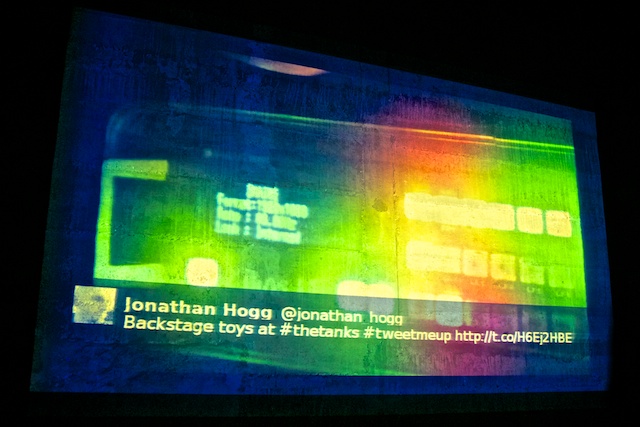 Jonathan Hogg @jonathan_hogg
Backstage toys at #thetanks #tweetmeup http://t.co/H6Ej2HBE